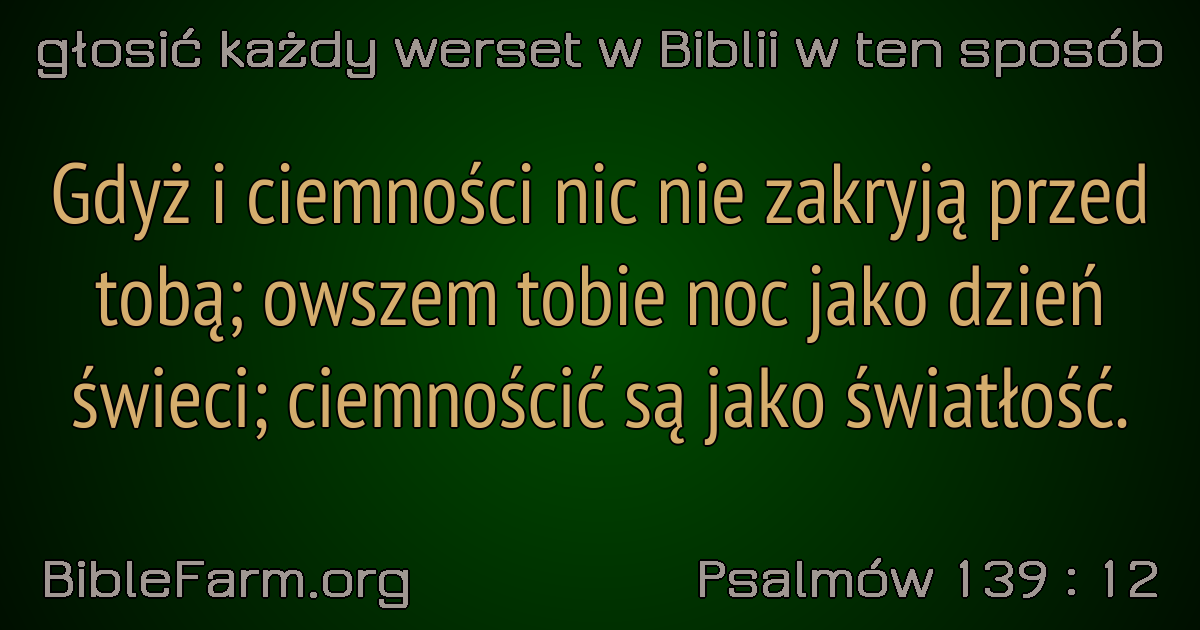 głosić każdy werset w Biblii w ten sposób
Gdyż i ciemności nic nie zakryją przed
tobą; owszem tobie noc jako dzień
świeci; ciemnościć są jako światłość.
BibleFarm.org
Psalmów 139 : 12